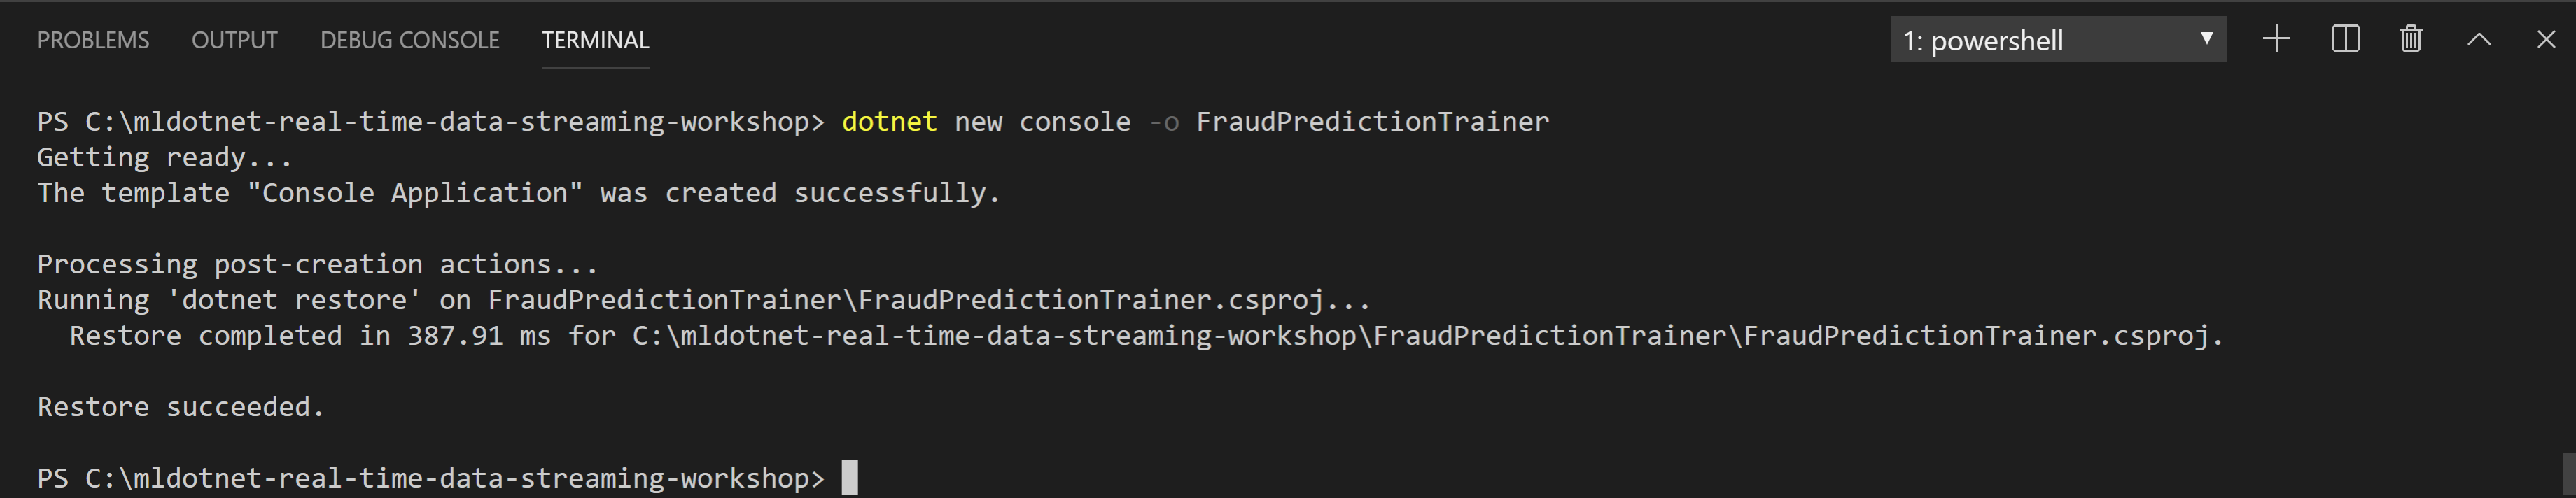 PROBLEMS OUTPUT DEBUG CONSOLE TERMINAL 1: powershell
PS C:\mldotnet-real-time-data-streaming-workshop> dotnet new console -o FraudPredictionTrainer
Getting ready...
The template "Console Application" was created successfully.
Processing post-creation actions...
Running 'dotnet restore' on FraudPredictionTrainer\FraudPredictionTrainer.csproj...
Restore completed in 387.91 ms for C:\mldotnet-real-time-data-streaming-workshop\FraudPredictionTrainer\FraudPredictionTrainer.csproj.
Restore succeeded.
PS C:\mldotnet-real-time-data-streaming-workshop>